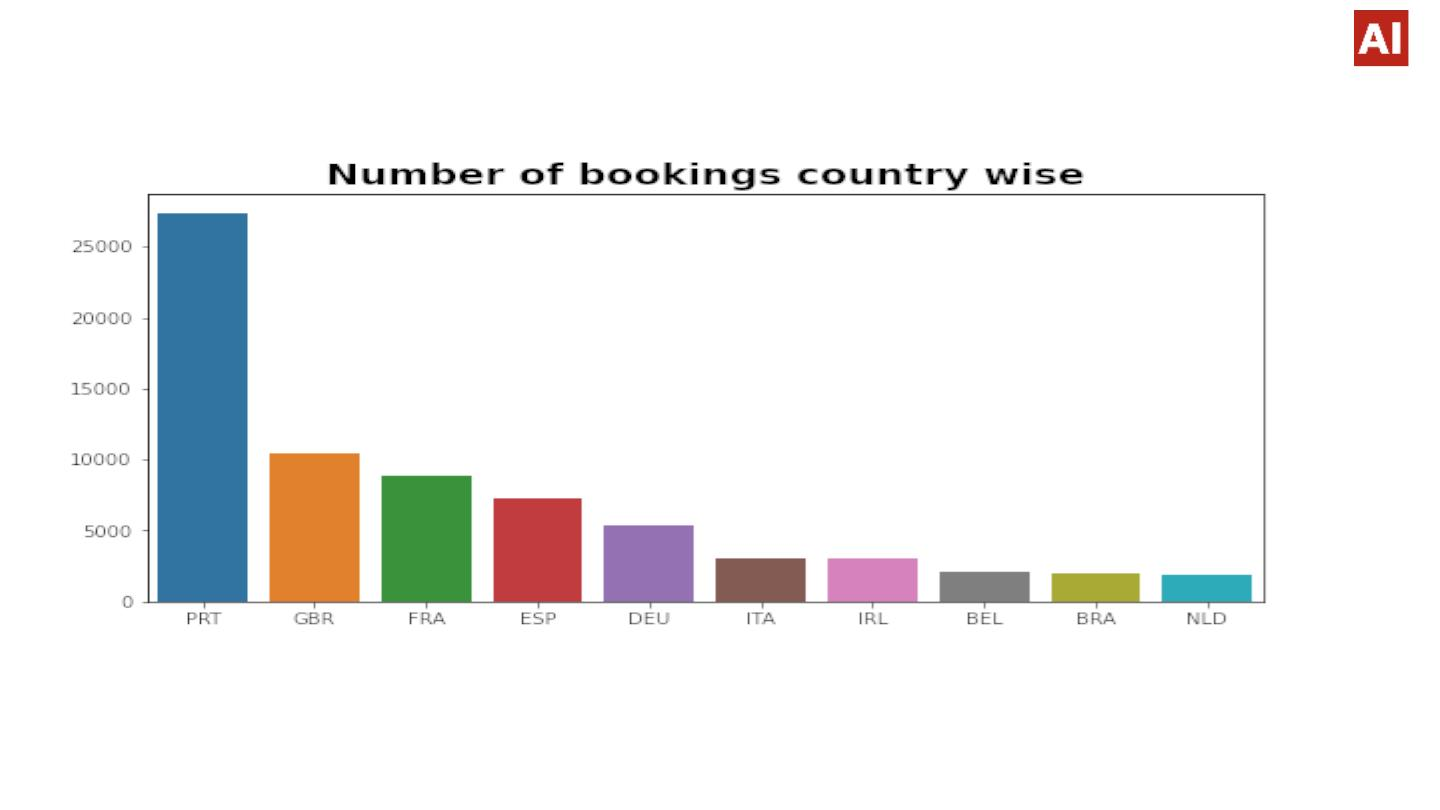 AI
Number of bookings country wise
25000
20000
15000
10000
5000
0
PRT GBR FRA ESP DEU ITA IRL BEL BRA NLD